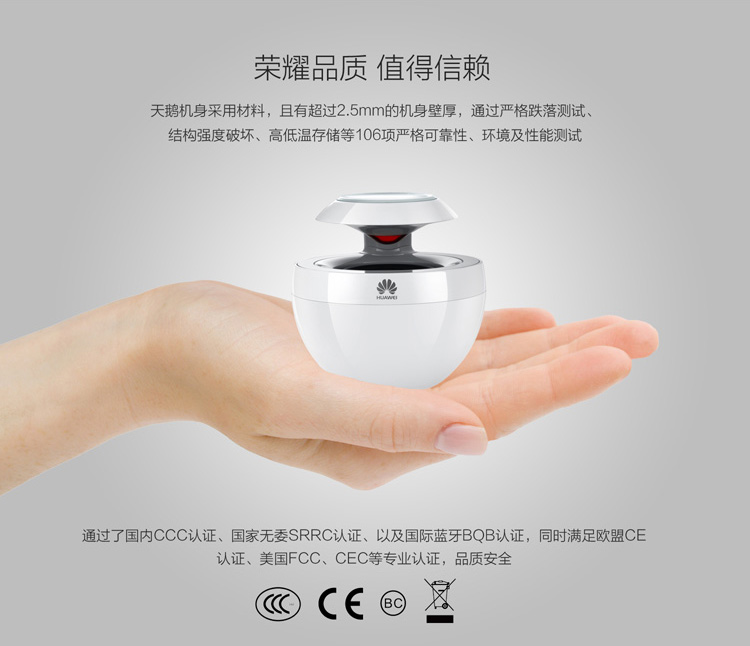 荣耀品质 值得信赖
天鹅机身采用材料，且有超过2.5mm的机身壁厚，通过严格跌落测试、
结构强度破坏、高低温存储等106项严格可靠性、环境及性能测试
HUAWEI
通过了国内CCC认证、国家无委SRRC认证、以及国际蓝牙BQB认证，同时满足欧盟CE
认证、美国FCC、CEC等专业认证，品质安全
CCC CE BC